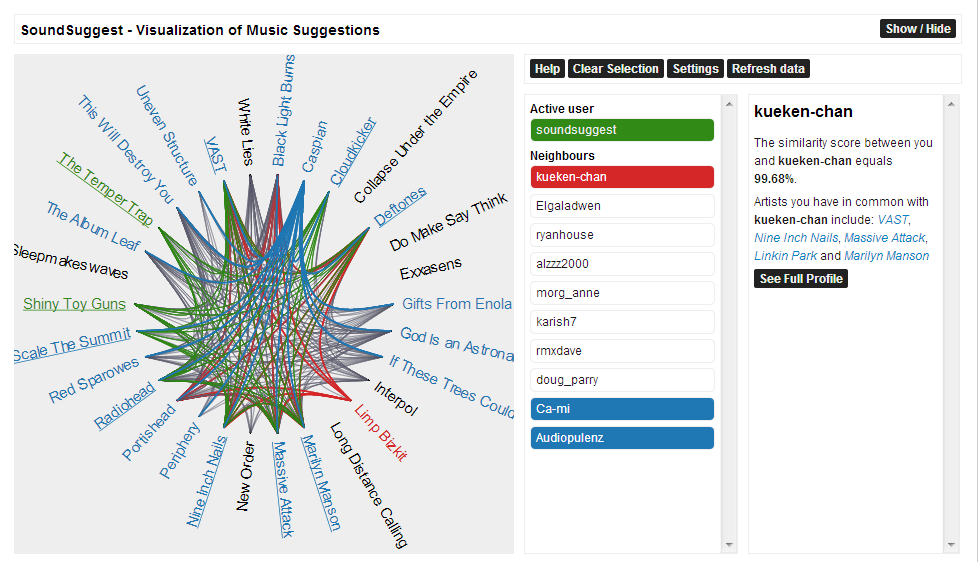 SoundSuggest - Visualization of Music Suggestions
Show / Hide
Help
Clear Selection
Settings
Refresh data
White Lies
Black Light Burns
Caspian
Cloudkicker
Collapse Under the Empire
Deftones
Do Make Say Think
Exxasens
Gifts From Enola
God Is an Astrona
If These Trees Could
Interpol
Limp Bizkit
Long Distance Calling
Marilyn Manson
Massive Attack
New Order
Nine Inch Nails
Periphery
Portishead
Radiohead
Red Sparowes
Scale The Summit
Shiny Toy Guns
Sleepmakeswaves
The Album Leaf
The Temper Trap
This Will Destroy You
Uneven Structure
VAST
Active user
soundsuggest
Neighbours
kueken-chan
Elgaladwen
ryanhouse
alzzz2000
morg_anne
karish7
rmxdave
doug_parry
Ca-mi
Audiopulenz
kueken-chan
The similarity score between you
and kueken-chan equals
99.68%.
Artists you have in common with
kueken-chan include: VAST,
Nine Inch Nails, Massive Attack,
Linkin Park and Marilyn Manson
See Full Profile